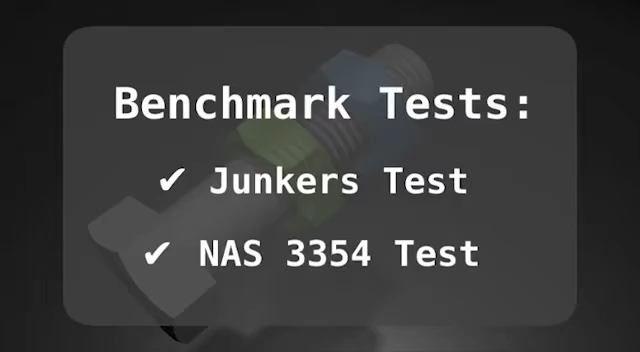 Benchmark Tests:
✔ Junkers Test
✔ NAS 3354 Test